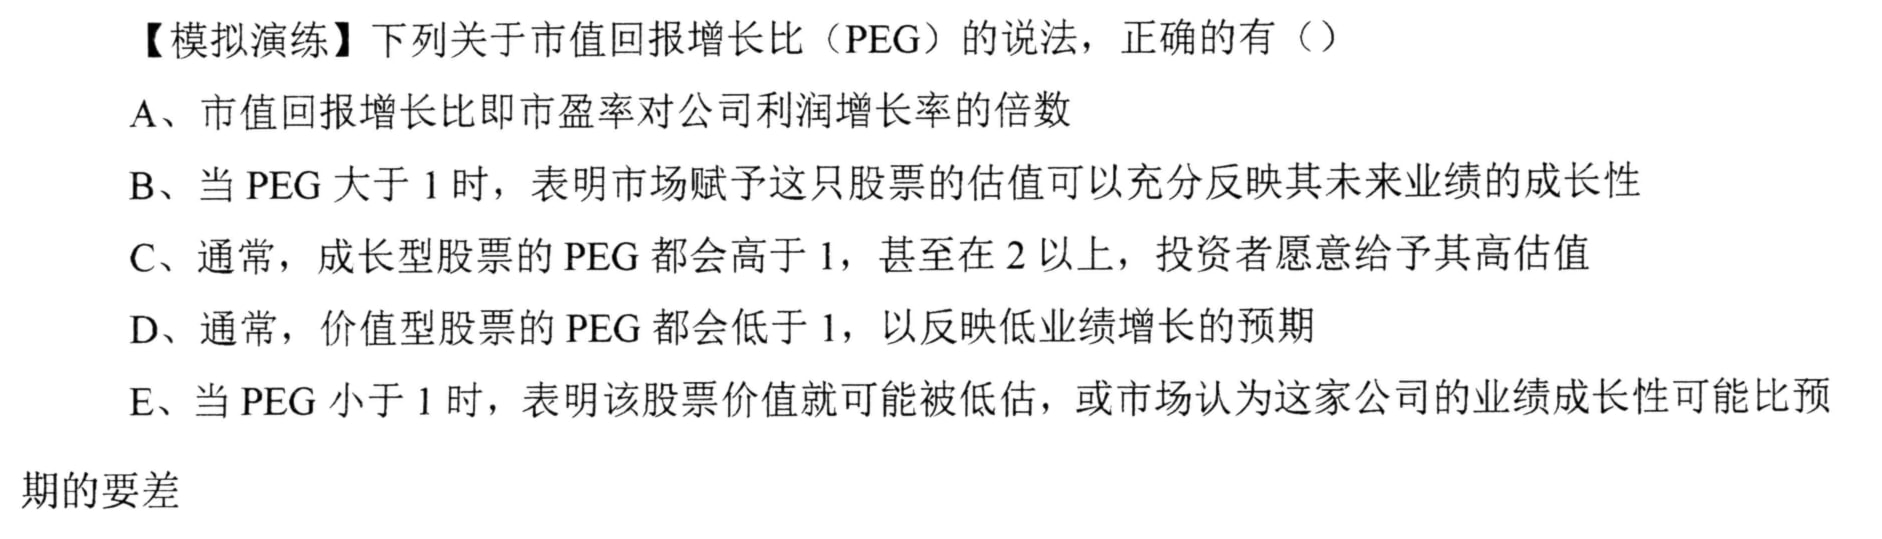 【模拟演练】下列关于市值回报增长比（PEG）的说法，正确的有（）
A、市值回报增长比即市盈率对公司利润增长率的倍数
B、当 PEG 大于 1 时，表明市场赋予这只股票的估值可以充分反映其未来业绩的成长性
C、通常，成长型股票的 PEG 都会高于 1，甚至在 2 以上，投资者愿意给予其高估值
D、通常，价值型股票的 PEG 都会低于 1，以反映低业绩增长的预期
E、当 PEG 小于 1 时，表明该股票价值就可能被低估，或市场认为这家公司的业绩成长性可能比预
期的要差